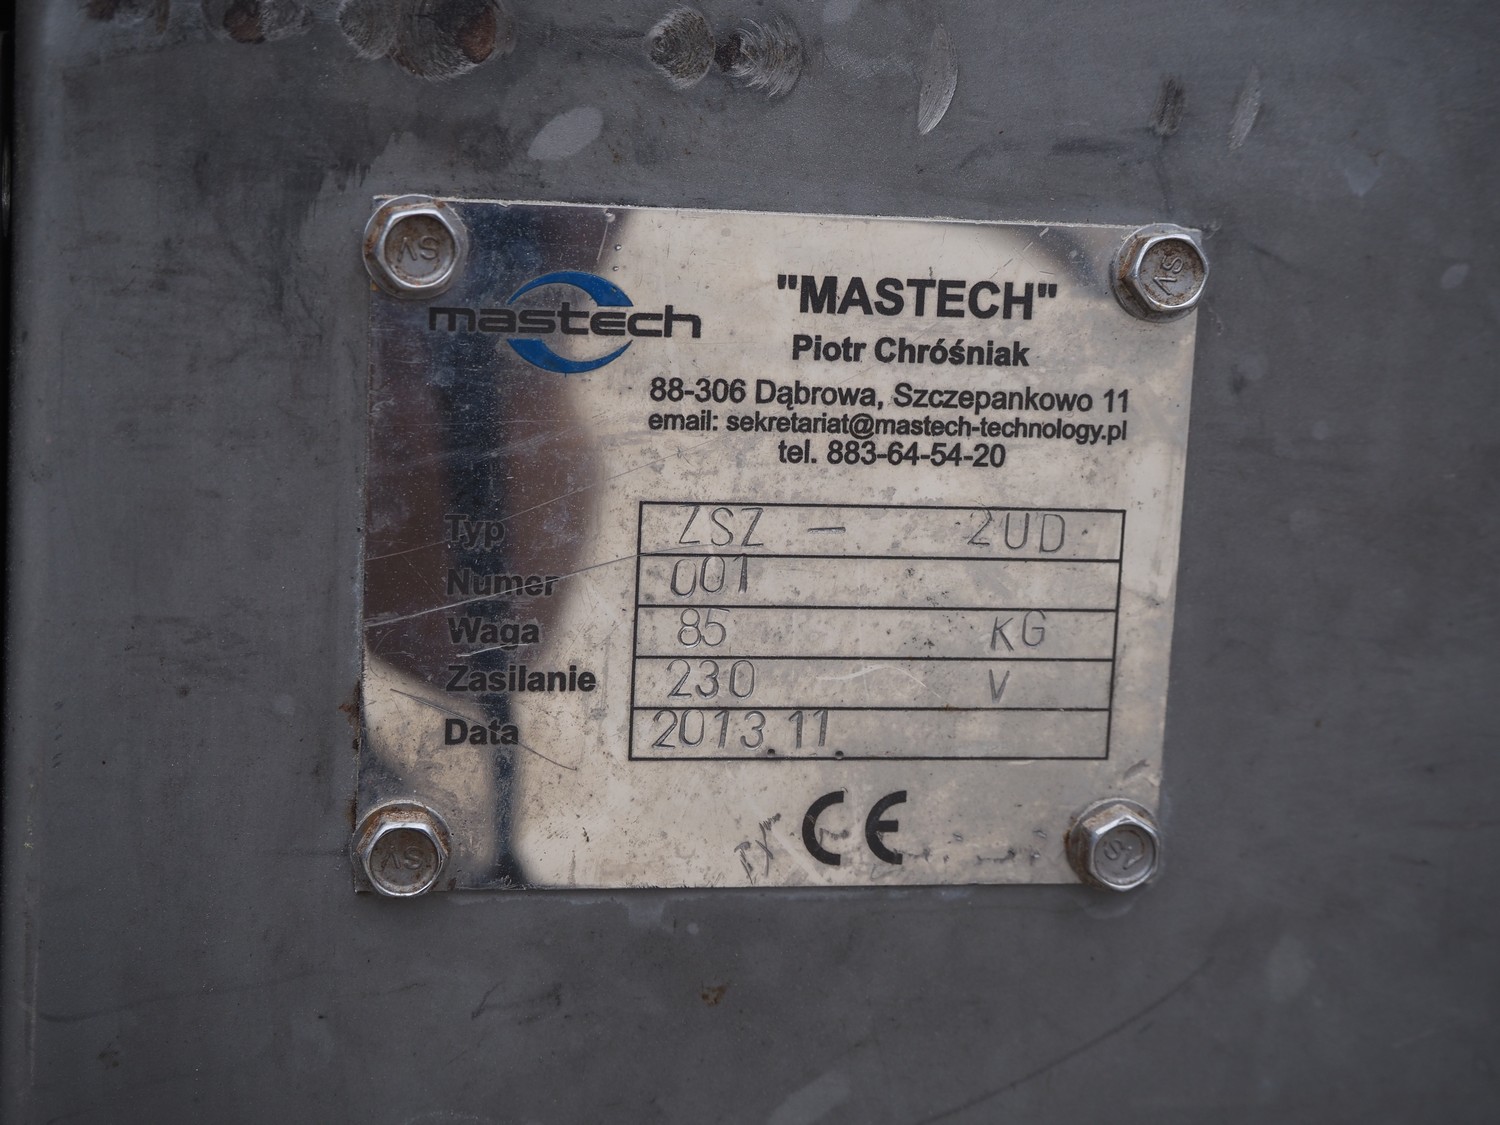 mastech
"MASTECH"
Piotr Chróśniak
88-306 Dąbrowa, Szczepankowo 11
email: sekretariat@mastech-technology.pl
tel. 883-64-54-20
Typ ZSZ - 2UD
Numer 001
Waga 85 KG
Zasilanie 230 V
Data 2013.11.
CE